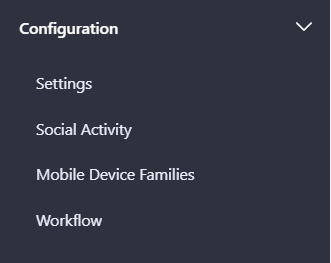 Configuration
Settings
Social Activity
Mobile Device Families
Workflow